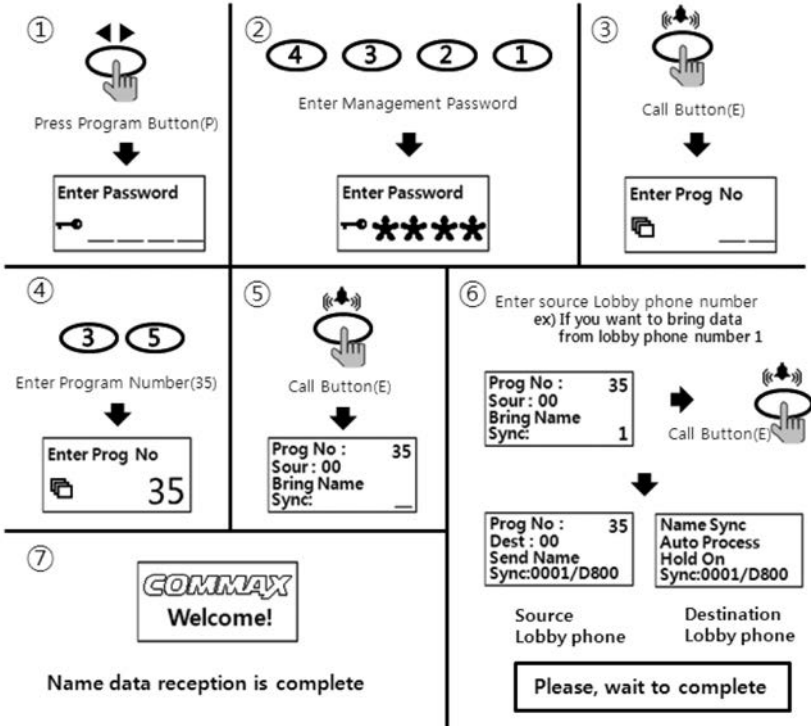 ①
Press Program Button(P)
Enter Password
②
4 3 2 1
Enter Management Password
Enter Password
****
③
Call Button(E)
Enter Prog No
④
3 5
Enter Program Number(35)
Enter Prog No
35
⑤
Call Button(E)
Prog No : 35
Sour : 00
Bring Name
Sync: _
⑥ Enter source Lobby phone number
ex) If you want to bring data
from lobby phone number 1
Prog No : 35
Sour : 00
Bring Name
Sync: 1
Call Button(E)
Prog No : 35
Dest : 00
Send Name
Sync:0001/D800
Name Sync
Auto Process
Hold On
Sync:0001/D800
Source
Lobby phone
Destination
Lobby phone
Please, wait to complete
⑦
COMMAX
Welcome!
Name data reception is complete